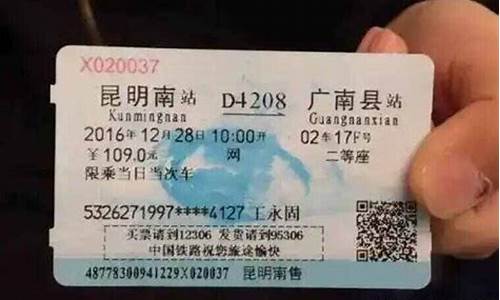 X020037
昆明南站 D4208 广南县站
Kunmingnan Guangnanxian
2016年12月28日 10:00开 02车17F号
￥109.0元 网 二等座
限乘当日当次车
5326271997****4127 王永固
买票请到12306 发货请到95306
中国铁路祝您旅途愉快
48778300941229X020037 昆明南售